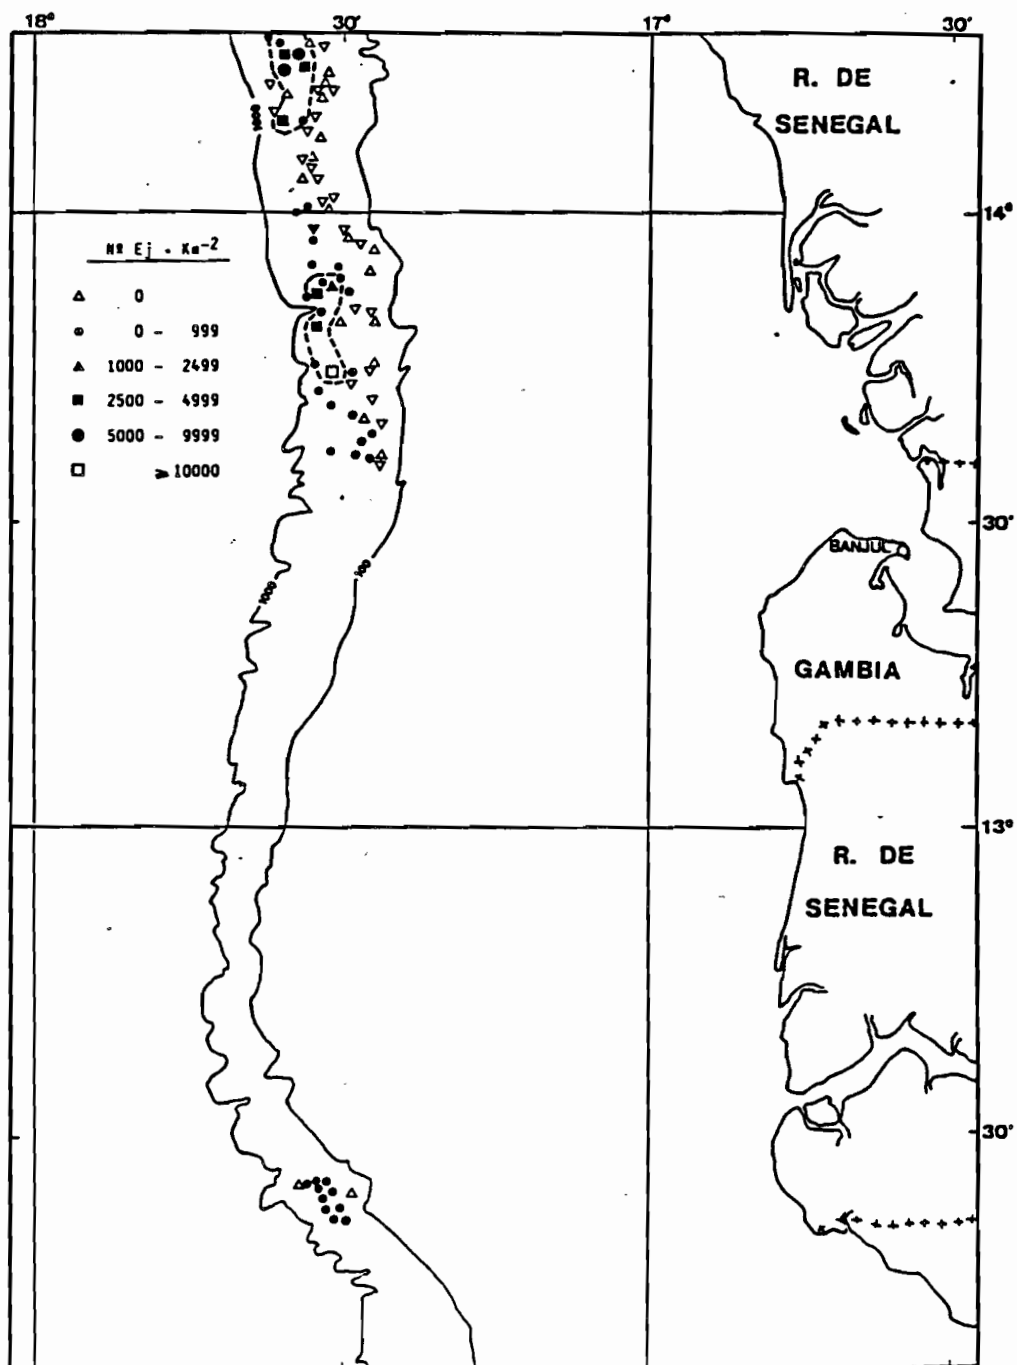 18° 30' 17° 30'
R. DE
SENEGAL
1000
14°
Nº Ej . Km⁻²
0
0 - 999
1000 - 2499
2500 - 4999
5000 - 9999
⩾ 10000
30'
BANJUL
100
1000
GAMBIA
13°
R. DE
SENEGAL
30'